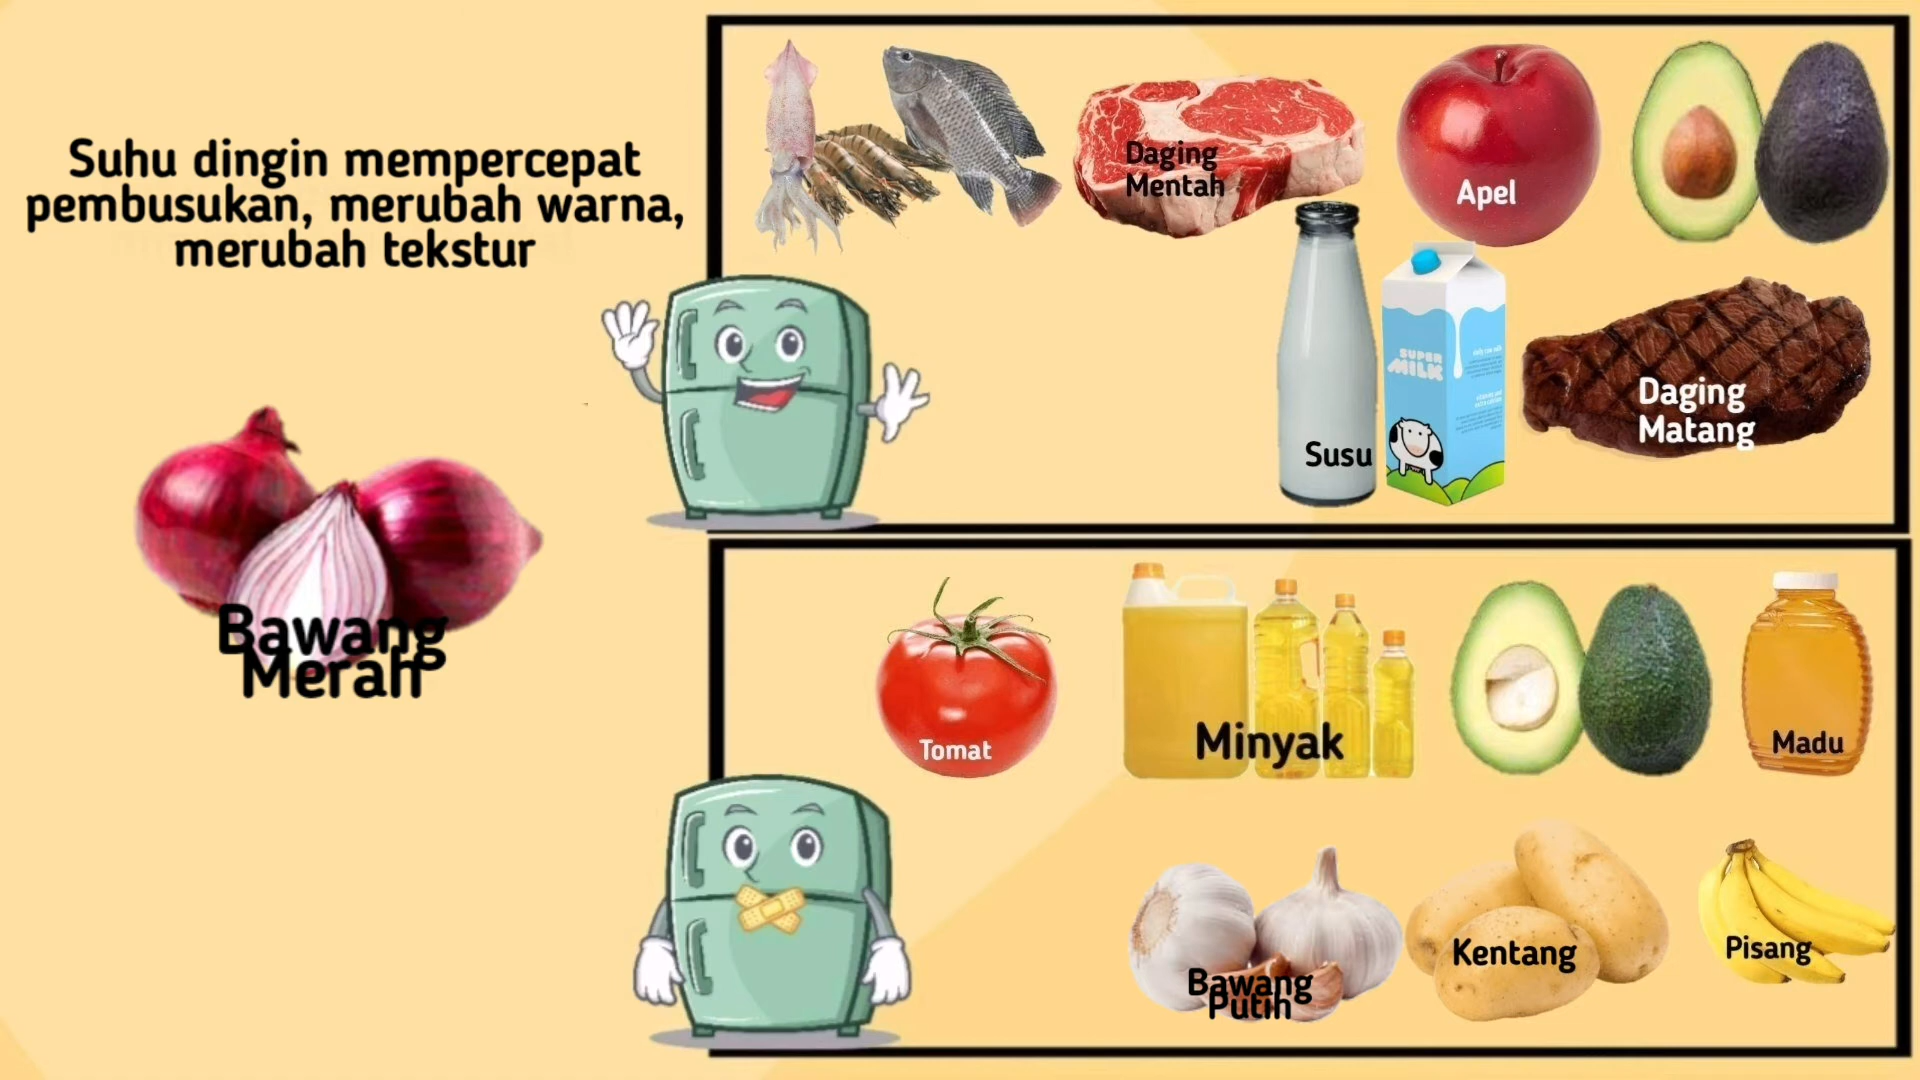 Suhu dingin mempercepat
pembusukan, merubah warna,
merubah tekstur
Bawang
Merah
Daging
Mentah
Apel
Susu
SUPER
MILK
Daging
Matang
Tomat
Minyak
Madu
Bawang
Putih
Kentang
Pisang